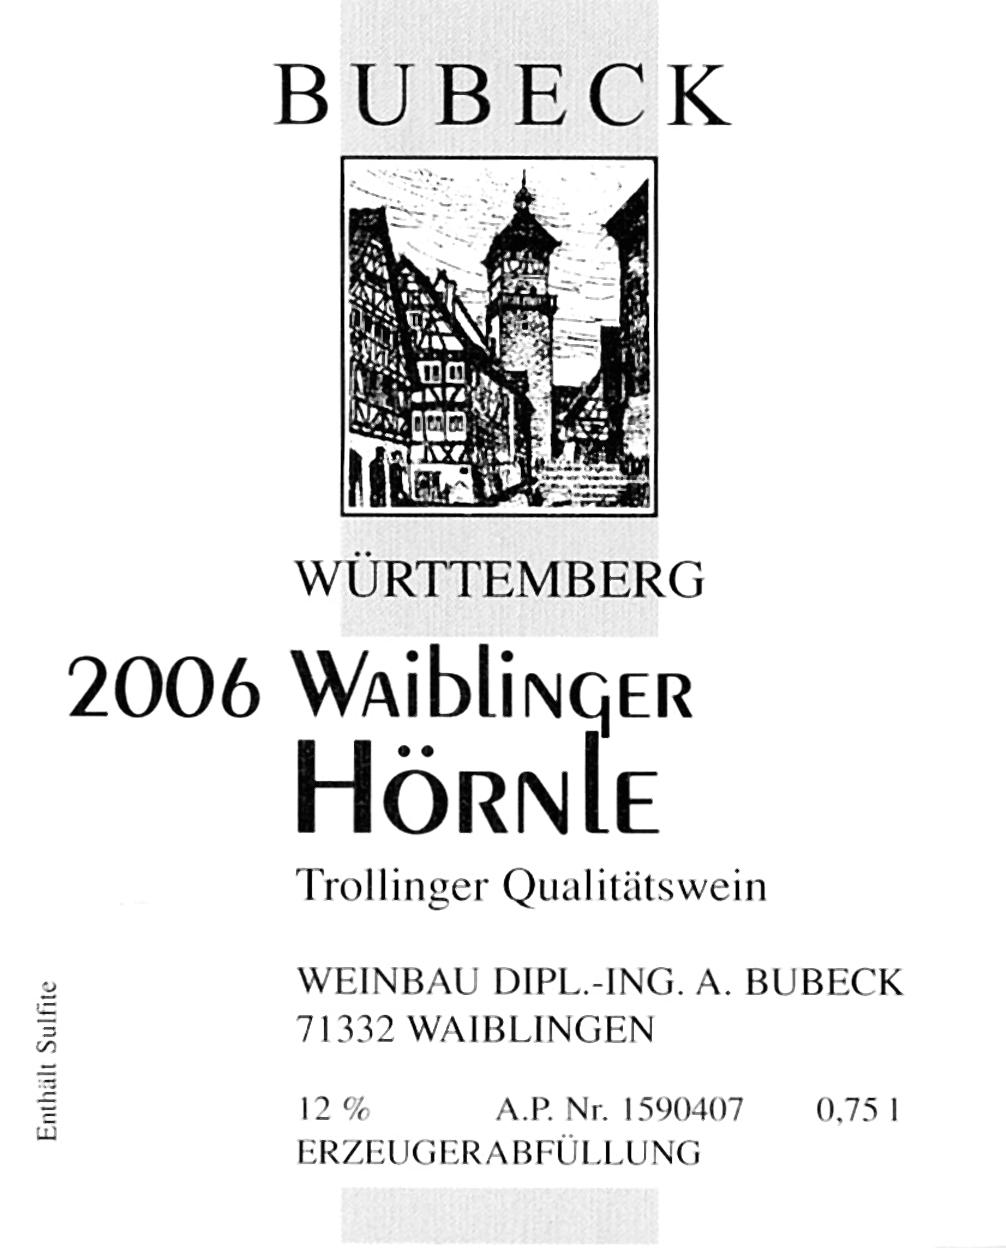 BUBECK
WÜRTTEMBERG
2006 Waiblinger
Hörnle
Trollinger Qualitätswein
WEINBAU DIPL.-ING. A. BUBECK
71332 WAIBLINGEN
12 % A.P. Nr. 1590407 0,75 l
ERZEUGERABFÜLLUNG
Enthält Sulfite